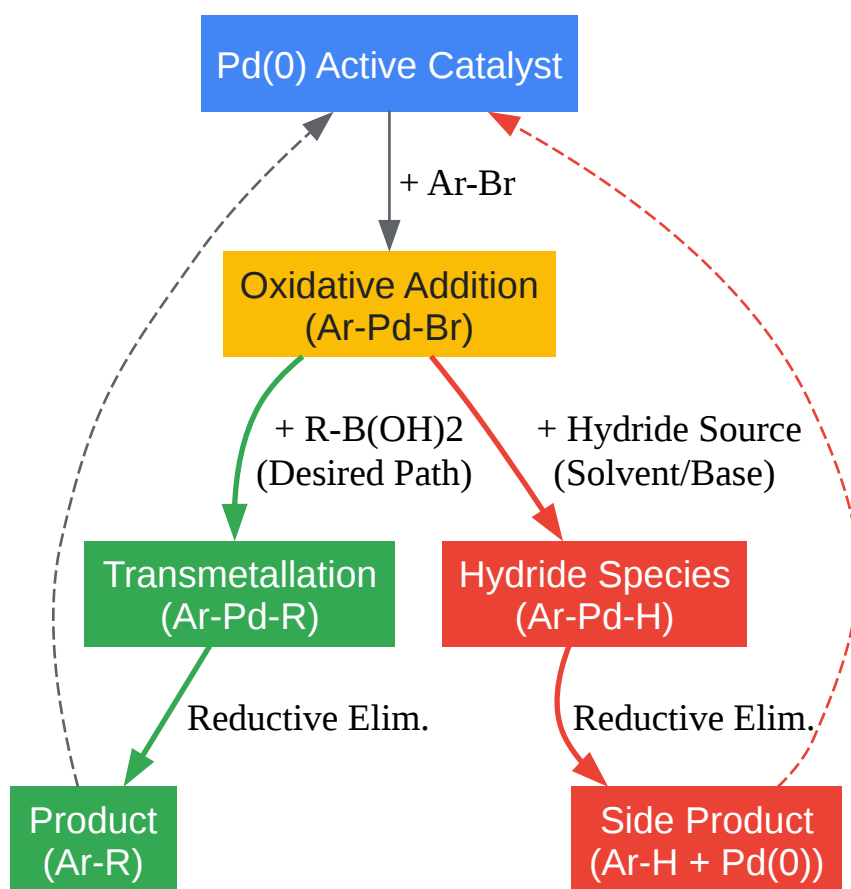 Pd(0) Active Catalyst
+ Ar-Br
Oxidative Addition
(Ar-Pd-Br)
+ R-B(OH)2
(Desired Path)
+ Hydride Source
(Solvent/Base)
Transmetallation
(Ar-Pd-R)
Hydride Species
(Ar-Pd-H)
Reductive Elim.
Reductive Elim.
Product
(Ar-R)
Side Product
(Ar-H + Pd(0))